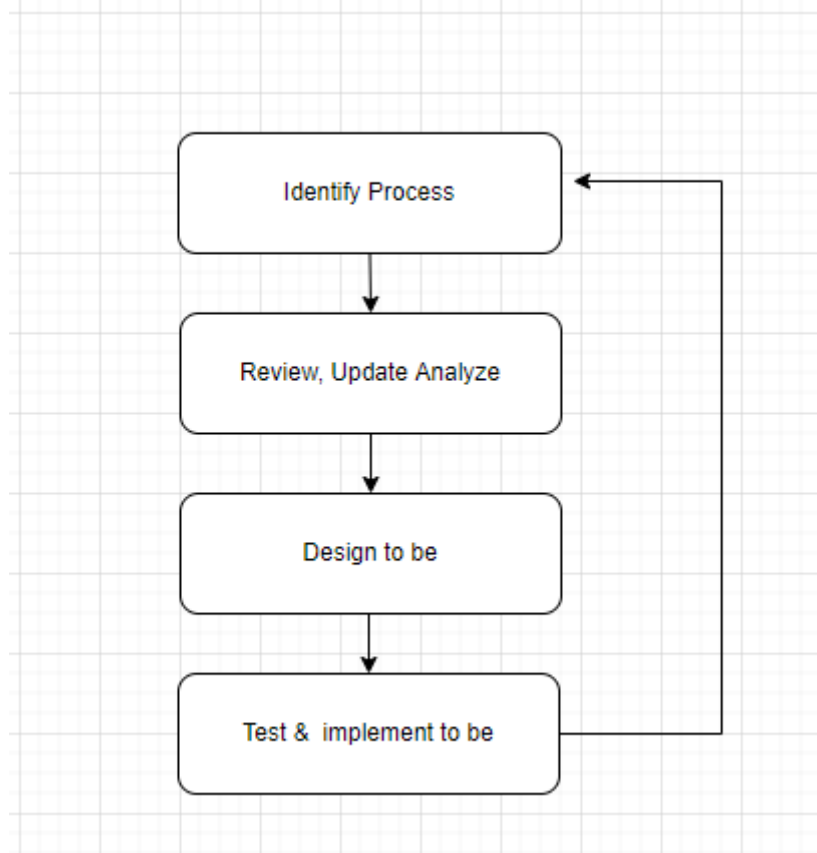 Identify Process
Review, Update Analyze
Design to be
Test &  implement to be